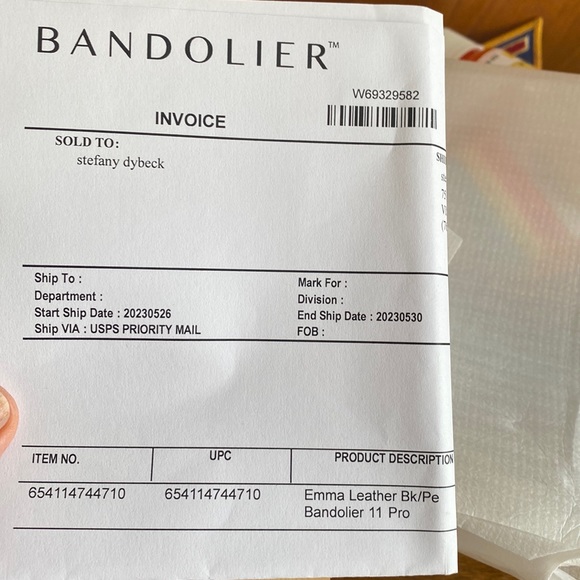 BANDOLIER™
W69329582
INVOICE
SOLD TO:
stefany dybeck
Ship To :
Mark For :
Department :
Division :
Start Ship Date : 20230526
End Ship Date : 20230530
Ship VIA : USPS PRIORITY MAIL
FOB :
ITEM NO. UPC PRODUCT DESCRIPTION
654114744710 654114744710 Emma Leather Bk/Pe
Bandolier 11 Pro